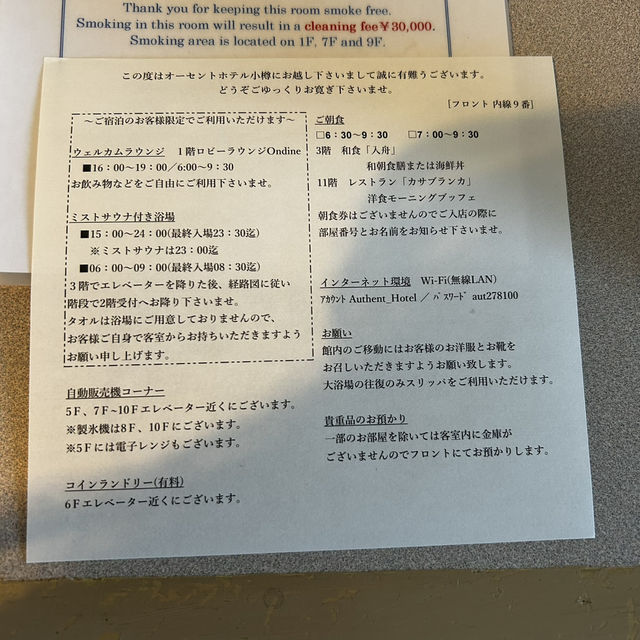 Thank you for keeping this room smoke free.
Smoking in this room will result in a cleaning fee¥30,000.
Smoking area is located on 1F, 7F and 9F.
この度はオーセントホテル小樽にお越し下さいまして誠に有難うございます。
どうぞごゆっくりお寛ぎ下さいませ。
[フロント 内線９番]
～ご宿泊のお客様限定でご利用いただけます～
ウェルカムラウンジ １階ロビーラウンジOndine
■16：00～19：00／6:00～9：30
お飲み物などをご自由にご利用下さいませ。
ミストサウナ付き浴場
■15：00～24：00(最終入場23：30迄)
※ミストサウナは23：00迄
■06：00～09：00(最終入場08：30迄)
３階でエレベーターを降りた後、経路図に従い
階段で2階受付へお降り下さいませ。
タオルは浴場にご用意しておりませんので、
お客様ご自身で客室からお持ちいただきますよう
お願い申し上げます。
自動販売機コーナー
5Ｆ、7Ｆ~10Ｆエレベーター近くにございます。
※製氷機は8Ｆ、10Ｆにございます。
※5Ｆには電子レンジもございます。
コインランドリー(有料)
6Ｆエレベーター近くにございます。
ご朝食
□6：30～9：30 □7：00～9：30
3階 和食「入舟」
和朝食膳または海鮮丼
11階 レストラン「カサブランカ」
洋食モーニングブッフェ
朝食券はございませんのでご入店の際に
部屋番号とお名前をお知らせ下さいませ。
インターネット環境 Wi-Fi(無線LAN)
ｱｶｳﾝﾄ Authent_Hotel ／ ﾊﾟｽﾜｰﾄﾞ aut278100
お願い
館内のご移動にはお客様のお洋服とお靴を
お召しいただきますようお願い致します。
大浴場の往復のみスリッパをご利用いただけます。
貴重品のお預かり
一部のお部屋を除いては客室内に金庫が
ございませんのでフロントにてお預かりします。